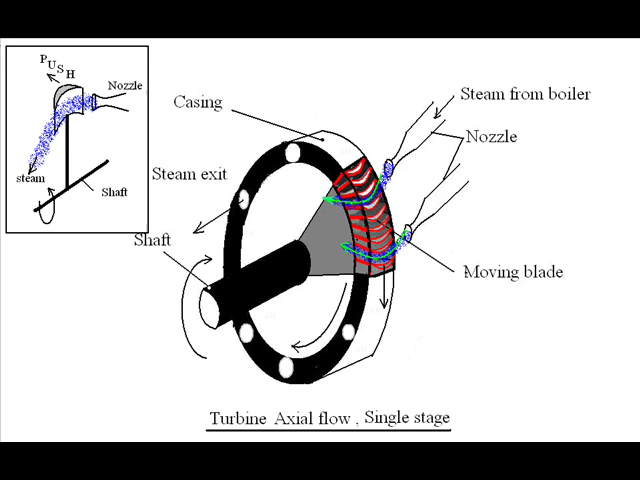 PUSH
Nozzle
steam
Shaft
Casing
Steam from boiler
Nozzle
Steam exit
Shaft
Moving blade
Turbine Axial flow , Single stage